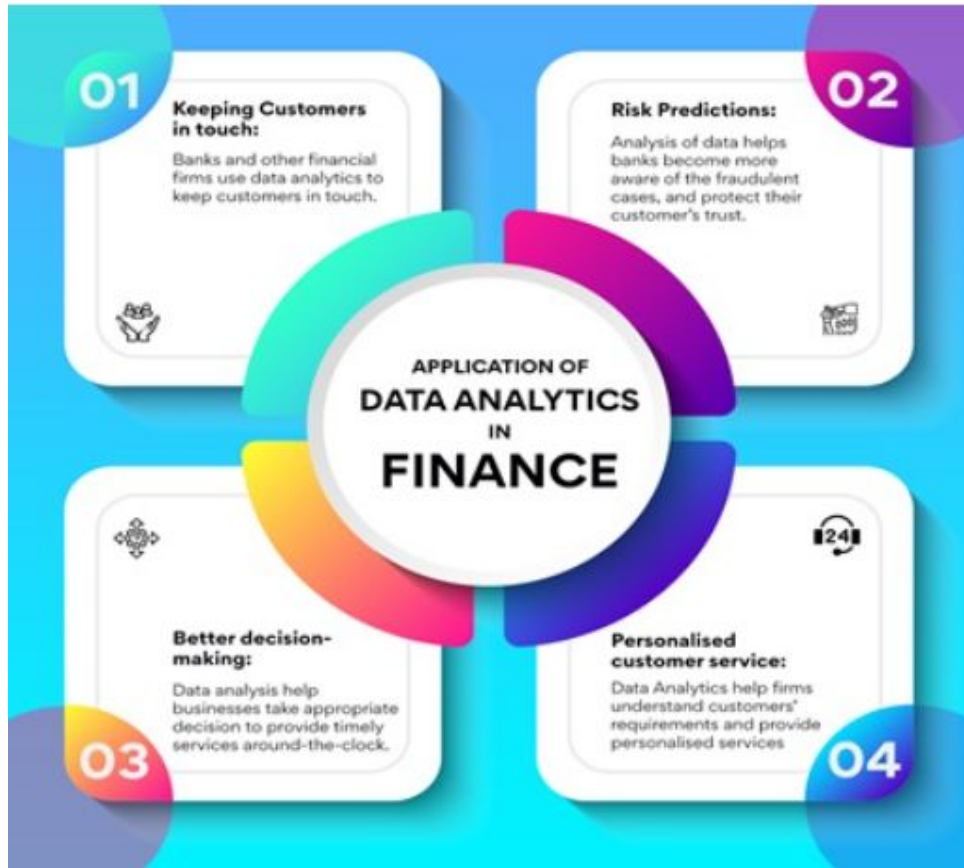 01
Keeping Customers
in touch:
Banks and other financial
firms use data analytics to
keep customers in touch.
02
Risk Predictions:
Analysis of data helps
banks become more
aware of the fraudulent
cases, and protect their
customer's trust.
APPLICATION OF
DATA ANALYTICS
IN
FINANCE
Better decision-
making:
Data analysis help
businesses take appropriate
decision to provide timely
services around-the-clock.
03
24
Personalised
customer service:
Data Analytics help firms
understand customers'
requirements and provide
personalised services
04